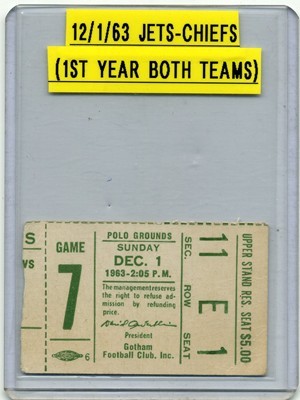 12/1/63 JETS-CHIEFS
(1ST YEAR BOTH TEAMS)
S
VS
GAME
7
6
POLO GROUNDS
SUNDAY
DEC. 1
1963-2:05 P.M.
The management reserves
the right to refuse ad-
mission by refunding
price.
President
Gotham
Football Club, Inc.
11 E 1
SEC. ROW SEAT
UPPER STAND RES. SEAT $5.00